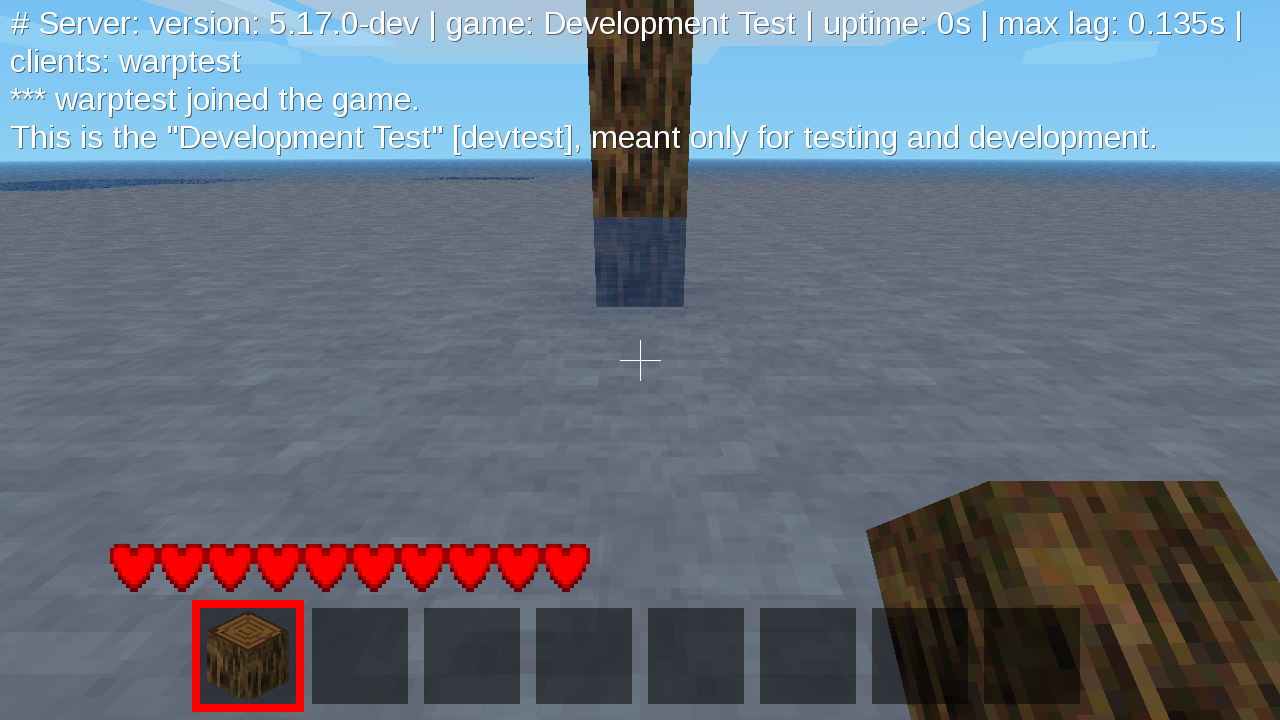 # Server: version: 5.17.0-dev | game: Development Test | uptime: 0s | max lag: 0.135s |
clients: warptest
*** warptest joined the game.
This is the "Development Test" [devtest], meant only for testing and development.